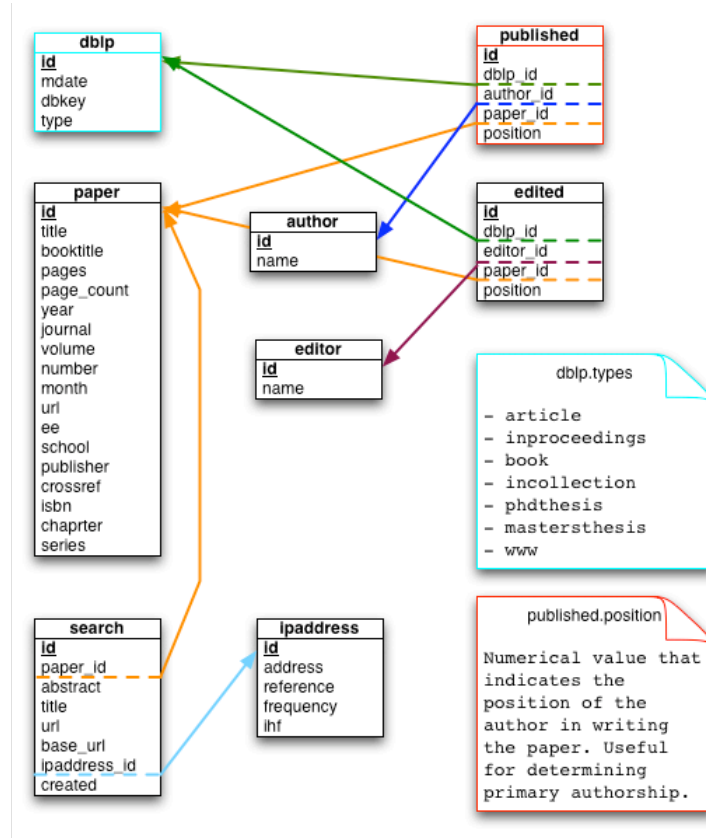 dblp
id
mdate
dbkey
type
published
id
dblp_id
author_id
paper_id
position
paper
id
title
booktitle
pages
page_count
year
journal
volume
number
month
url
ee
school
publisher
crossref
isbn
chaprter
series
author
id
name
edited
id
dblp_id
editor_id
paper_id
position
editor
id
name
dblp.types
- article
- inproceedings
- book
- incollection
- phdthesis
- mastersthesis
- www
search
id
paper_id
abstract
title
url
base_url
ipaddress_id
created
ipaddress
id
address
reference
frequency
ihf
published.position
Numerical value that
indicates the
position of the
author in writing
the paper. Useful
for determining
primary authorship.